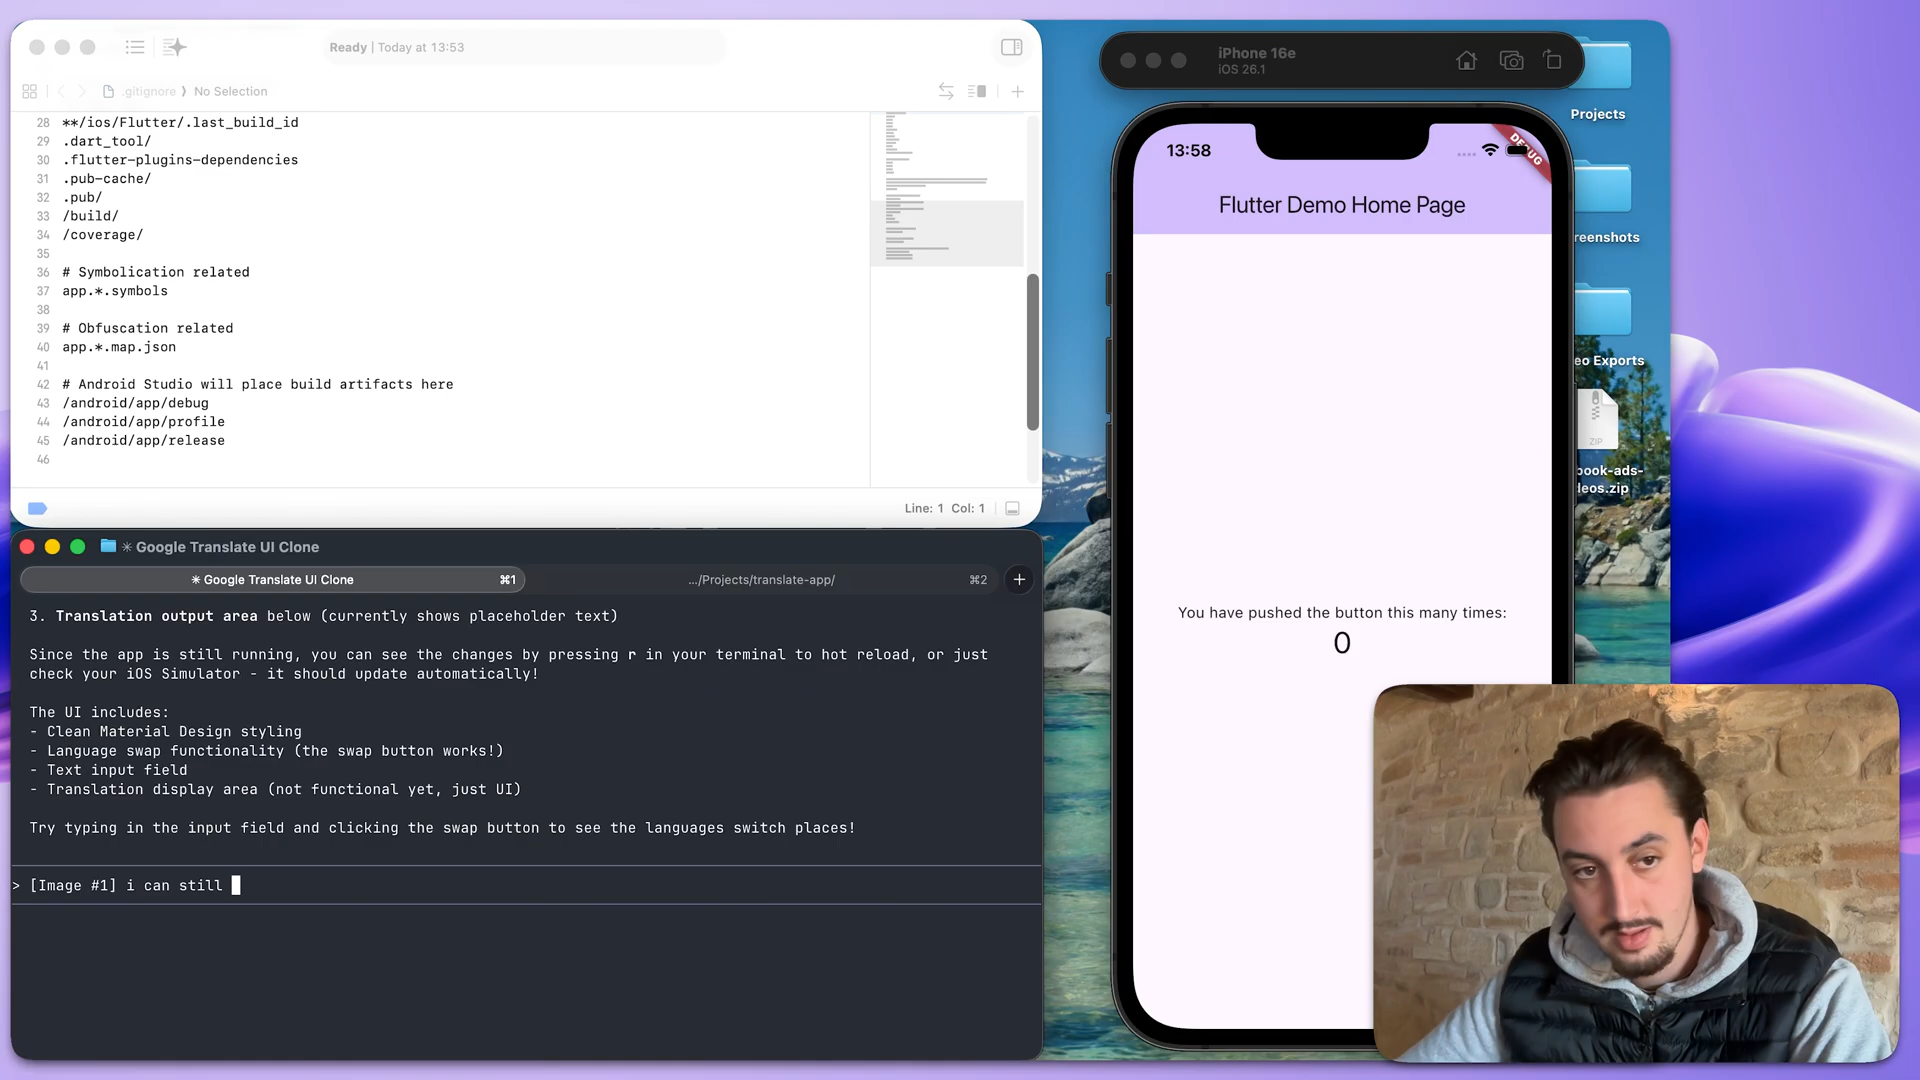 Ready | Today at 13:53
.gitignore ⟩ No Selection
28 **/ios/Flutter/.last_build_id
29 .dart_tool/
30 .flutter-plugins-dependencies
31 .pub-cache/
32 .pub/
33 /build/
34 /coverage/
35
36 # Symbolication related
37 app.*.symbols
38
39 # Obfuscation related
40 app.*.map.json
41
42 # Android Studio will place build artifacts here
43 /android/app/debug
44 /android/app/profile
45 /android/app/release
46
Line: 1 Col: 1
✳ Google Translate UI Clone
✳ Google Translate UI Clone ⌘1
.../Projects/translate-app/ ⌘2
3. Translation output area below (currently shows placeholder text)
Since the app is still running, you can see the changes by pressing r in your terminal to hot reload, or just
check your iOS Simulator - it should update automatically!
The UI includes:
- Clean Material Design styling
- Language swap functionality (the swap button works!)
- Text input field
- Translation display area (not functional yet, just UI)
Try typing in the input field and clicking the swap button to see the languages switch places!
> [Image #1] i can still
iPhone 16e
iOS 26.1
13:58
DEBUG
Flutter Demo Home Page
You have pushed the button this many times:
0
Projects
reenshots
eo Exports
ZIP
book-ads-
deos.zip